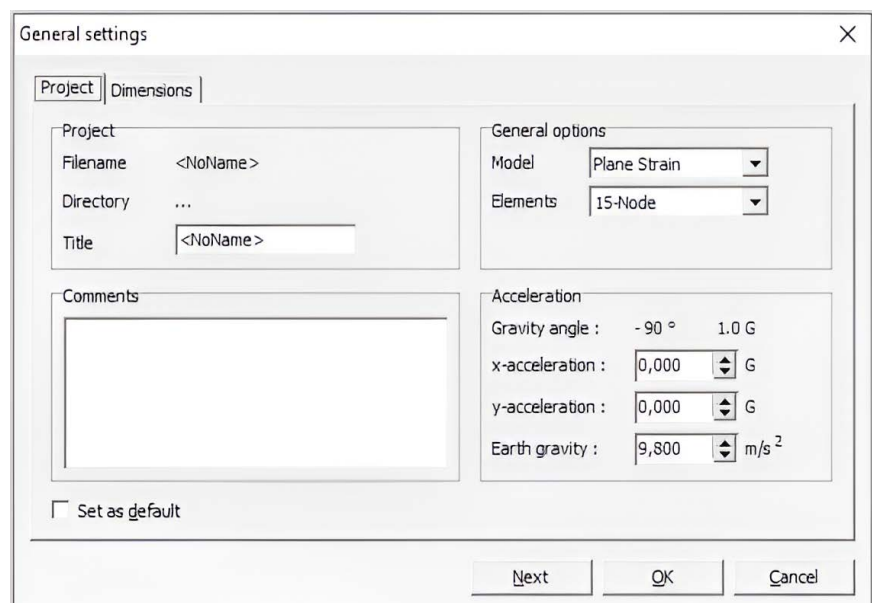 General settings
Project Dimensions
Project
Filename <NoName>
Directory ...
Title <NoName>
General options
Model Plane Strain
Elements 15-Node
Comments
Acceleration
Gravity angle : - 90 ° 1.0 G
x-acceleration : 0,000 G
y-acceleration : 0,000 G
Earth gravity : 9,800 m/s 2
Set as default
Next OK Cancel